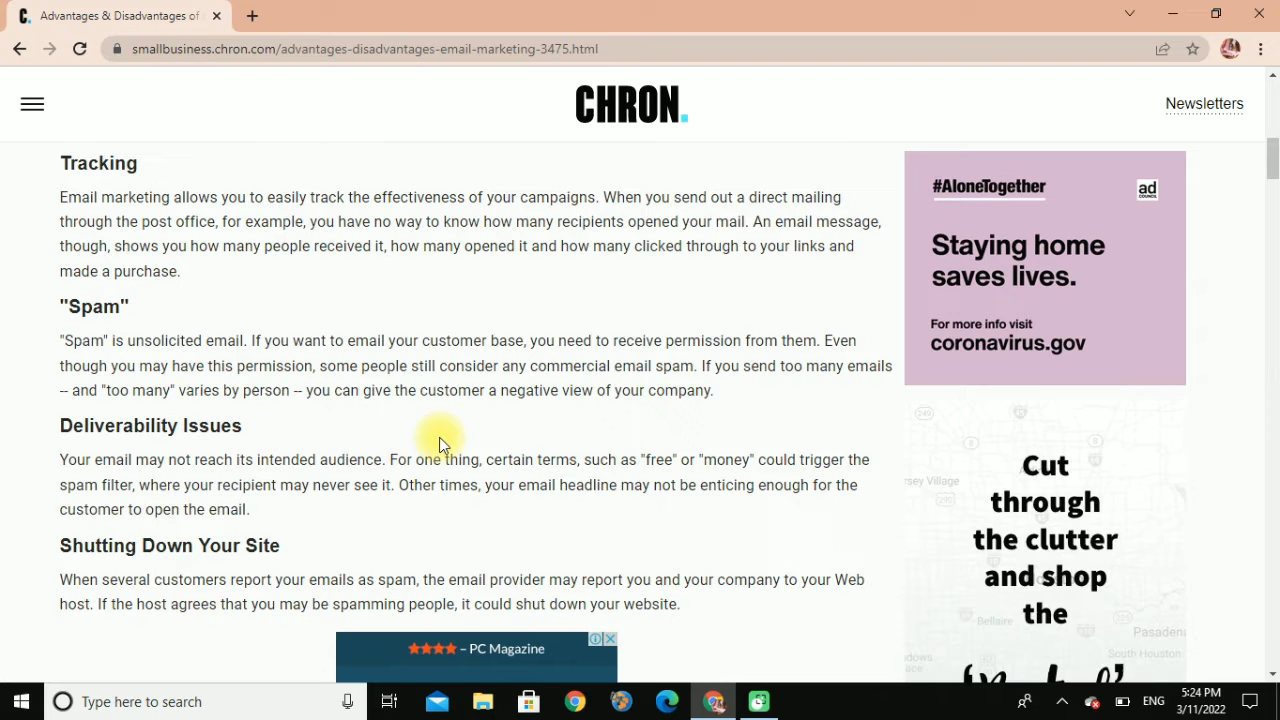 Advantages & Disadvantages of
smallbusiness.chron.com/advantages-disadvantages-email-marketing-3475.html
CHRON.
Newsletters
Tracking
Email marketing allows you to easily track the effectiveness of your campaigns. When you send out a direct mailing
through the post office, for example, you have no way to know how many recipients opened your mail. An email message,
though, shows you how many people received it, how many opened it and how many clicked through to your links and
made a purchase.
"Spam"
"Spam" is unsolicited email. If you want to email your customer base, you need to receive permission from them. Even
though you may have this permission, some people still consider any commercial email spam. If you send too many emails
-- and "too many" varies by person -- you can give the customer a negative view of your company.
Deliverability Issues
Your email may not reach its intended audience. For one thing, certain terms, such as "free" or "money" could trigger the
spam filter, where your recipient may never see it. Other times, your email headline may not be enticing enough for the
customer to open the email.
Shutting Down Your Site
When several customers report your emails as spam, the email provider may report you and your company to your Web
host. If the host agrees that you may be spamming people, it could shut down your website.
– PC Magazine
#AloneTogether
ad
COUNCIL
Staying home
saves lives.
For more info visit
coronavirus.gov
249
8
8
290
rsey Village
Cut
through
the clutter
and shop
the
Bellaire
Pasadena
South Houston
Type here to search
ENG
5:24 PM
3/11/2022